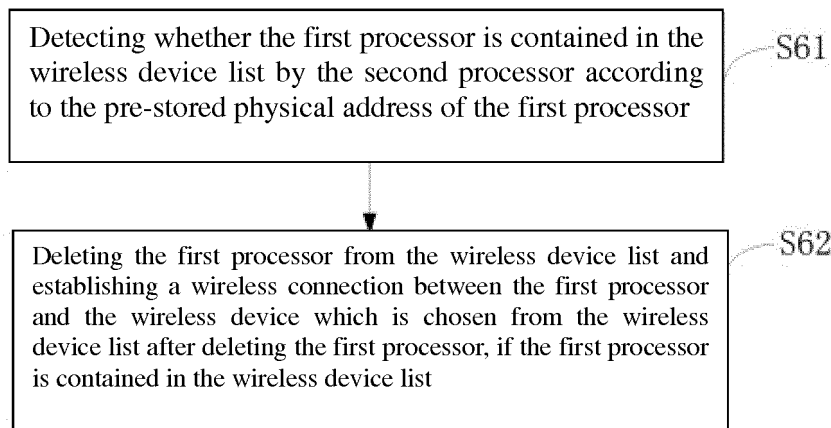 Detecting whether the first processor is contained in the
wireless device list by the second processor according
to the pre-stored physical address of the first processor
S61
Deleting the first processor from the wireless device list and
establishing a wireless connection between the first processor
and the wireless device which is chosen from the wireless
device list after deleting the first processor, if the first processor
is contained in the wireless device list
S62